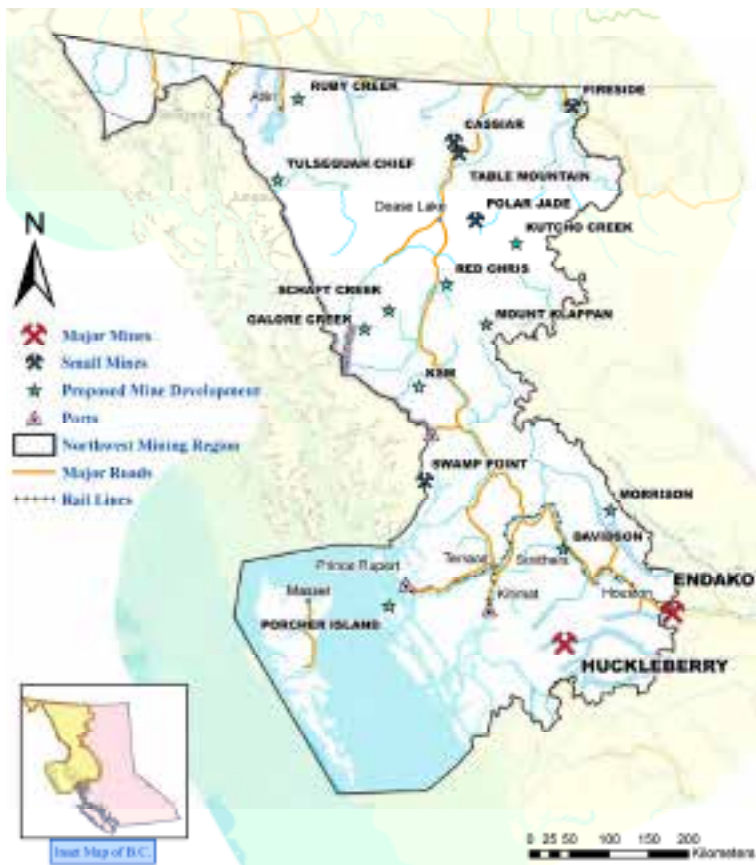 RUBY CREEK
FIRESIDE
Atlin
CASSIAR
TULSEQUAH CHIEF
TABLE MOUNTAIN
Dease Lake
POLAR JADE
KUTCHO CREEK
N
RED CHRIS
SCHAFT CREEK
GALORE CREEK
MOUNT KLAPPAN
Major Mines
Small Mines
Proposed Mine Development
KSM
Ports
Northwest Mining Region
Major Roads
SWAMP POINT
Rail Lines
MORRISON
DAVIDSON
Prince Rupert
Terrace
Smithers
ENDAKO
Masset
Kitimat
Houston
PORCHER ISLAND
HUCKLEBERRY
Inset Map of B.C.
0 25 50 100 150 200
Kilometers